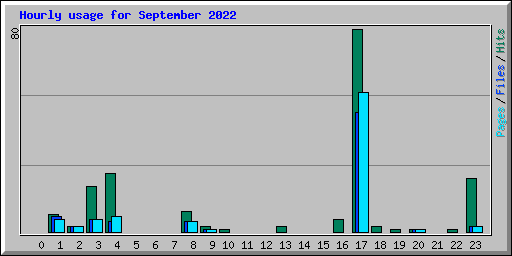 Hourly usage for September 2022
80
Pages/Files/Hits
0 1 2 3 4 5 6 7 8 9 10 11 12 13 14 15 16 17 18 19 20 21 22 23